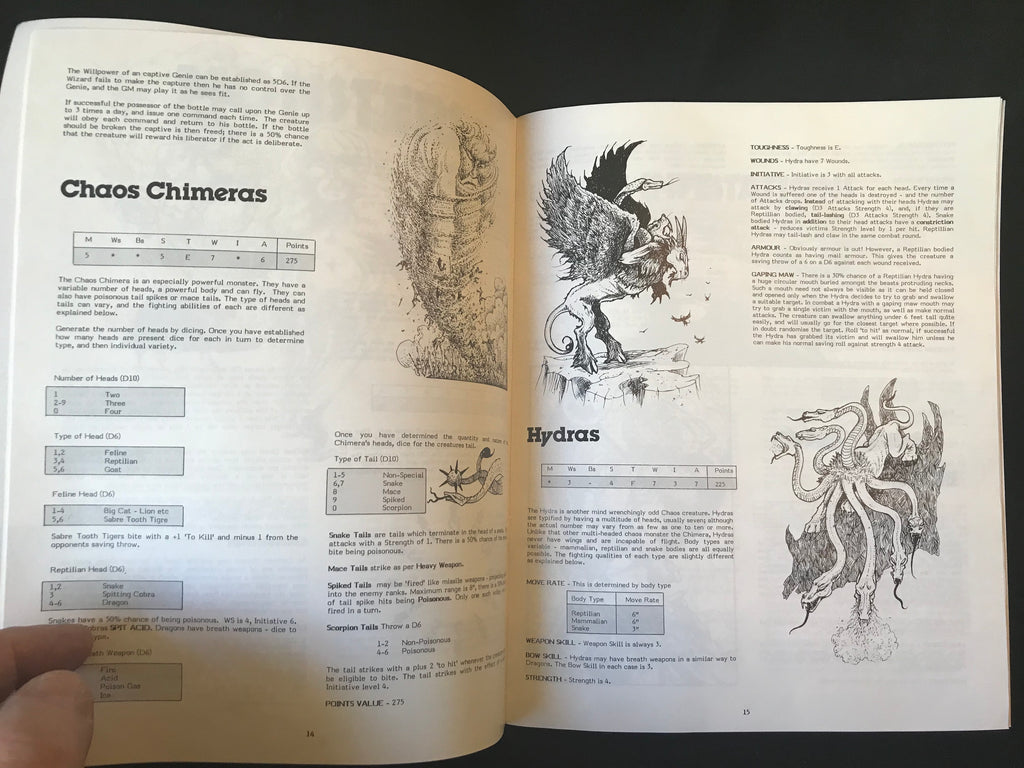 The Willpower of an captive Genie can be established as 5D6. If the
Wizard fails to make the capture then he has no control over the
Genie, and the GM may play it as he sees fit.
If successful the possessor of the bottle may call upon the Genie up
to 3 times a day, and issue one command each time. The creature
will obey each command and return to his bottle. If the bottle
should be broken the captive is then freed; there is a 50% chance
that the creature will reward his liberator if the act is deliberate.
Chaos Chimeras
M Ws Bs S T W I A Points
5 * * 5 E 7 * 6 275
The Chaos Chimera is an especially powerful monster. They have a
variable number of heads, a powerful body and can fly. They can
also have poisonous tail spikes or mace tails. The type of heads and
tails can vary, and the fighting abilities of each are different as
explained below.
Generate the number of heads by dicing. Once you have established
how many heads are present dice for each in turn to determine
type, and then individual variety.
Number of Heads (D10)
1 Two
2-9 Three
0 Four
Type of Head (D6)
1,2 Feline
3,4 Reptilian
5,6 Goat
Feline Head (D6)
1-4 Big Cat - Lion etc
5,6 Sabre Tooth Tigre
Sabre Tooth Tigers bite with a +1 'To Kill' and minus 1 from the
opponents saving throw.
Reptilian Head (D6)
1,2 Snake
3 Spitting Cobra
4-6 Dragon
Snakes have a 50% chance of being poisonous. WS is 4, Initiative 6.
SPIT ACID. Dragons have breath weapons - dice to
Weapon (D6)
Fire
Acid
Poison Gas
Ice
Once you have determined the quantity and
Chimera's heads, dice for the creatures tail.
Type of Tail (D10)
1-5 Non-Special
6,7 Snake
8 Mace
9 Spiked
0 Scorpion
Snake Tails are tails which terminate in the head of a
attacks with a Strength of 1. There is a 50% chance of
bite being poisonous.
Mace Tails strike as per Heavy Weapon.
Spiked Tails may be 'fired' like missile weapons -
into the enemy ranks. Maximum range is 8", there is a
of tail spike hits being Poisonous. Only one such
fired in a turn.
Scorpion Tails Throw a D6
1-2 Non-Poisonous
4-6 Poisonous
The tail strikes with a plus 2 'to hit' whenever the
be eligible to bite. The tail strikes with the effect of
Initiative level 4.
POINTS VALUE - 275
14
Hydras
M Ws Bs S T W I A Points
* 3 - 4 E 7 3 7 225
The Hydra is another mind wrenchingly odd Chaos creature. Hydras
are typified by having a multitude of heads, usually seven; although
the actual number may vary from as few as one to ten or more.
Unlike that other multi-headed chaos monster the Chimera, Hydras
never have wings and are incapable of flight. Body types are
variable - mammalian, reptilian and snake bodies are all equally
possible. The fighting qualities of each type are slightly different
as explained below.
MOVE RATE - This is determined by body type
Body Type Move Rate
Reptilian 6"
Mammalian 6"
Snake 3"
WEAPON SKILL - Weapon Skill is always 3.
BOW SKILL - Hydras may have breath weapons in a similar way to
Dragons. The Bow Skill in each case is 3.
STRENGTH - Strength is 4.
TOUGHNESS - Toughness is E.
WOUNDS - Hydra have 7 Wounds.
INITIATIVE - Initiative is 3 with all attacks.
ATTACKS - Hydras receive 1 Attack for each head. Every time a
Wound is suffered one of the heads is destroyed - and the number
of Attacks drops. Instead of attacking with their heads Hydras may
attack by clawing (D3 Attacks Strength 4), and, if they are
Reptillian bodied, tail-lashing (D3 Attacks Strength 4). Snake
bodied Hydras in addition to their head attacks have a constriction
attack - reduces victims Strength level by 1 per hit. Reptilian
Hydras may tail-lash and claw in the same combat round.
ARMOUR - Obviously armour is out! However, a Reptilian bodied
Hydra counts as having mail armour. This gives the creature a
saving throw of a 6 on a D6 against each wound received.
GAPING MAW - There is a 30% chance of a Reptilian Hydra having
a huge circular mouth buried amongst the beasts protruding necks.
Such a mouth need not always be visible as it can be held closed
and opened only when the Hydra decides to try to grab and swallow
a suitable target. In combat a Hydra with a gaping maw mouth may
try to grab a single victim with the mouth, as well as make normal
attacks. The creature can swallow anything under 6 feet tall quite
easily, and will usually go for the closest target where possible. If
in doubt randomise the target. Roll 'to hit' as normal, if successful
the Hydra has grabbed its victim and will swallow him unless he
can make his normal saving roll against strength 4 attack.
15